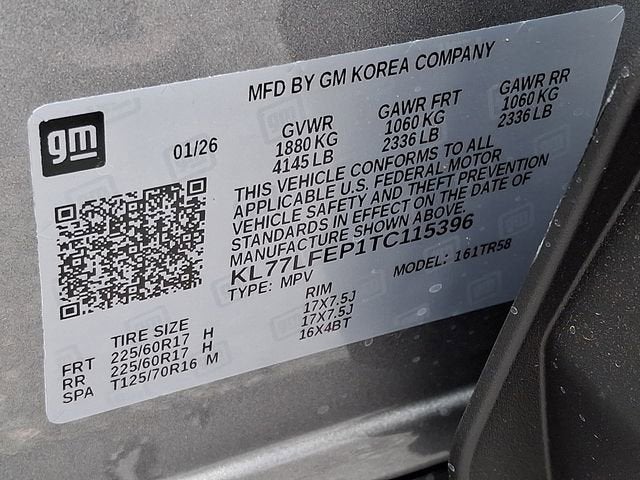 MFD BY GM KOREA COMPANY
gm
01/26
GVWR
1880 KG
4145 LB
GAWR FRT
1060 KG
2336 LB
GAWR RR
1060 KG
2336 LB
THIS VEHICLE CONFORMS TO ALL
APPLICABLE U.S. FEDERAL MOTOR
VEHICLE SAFETY AND THEFT PREVENTION
STANDARDS IN EFFECT ON THE DATE OF
MANUFACTURE SHOWN ABOVE.
KL77LFEP1TC115396
TYPE: MPV
MODEL: 161TR58
TIRE SIZE RIM
FRT 225/60R17 H 17X7.5J
RR 225/60R17 H 17X7.5J
SPA T125/70R16 M 16X4BT